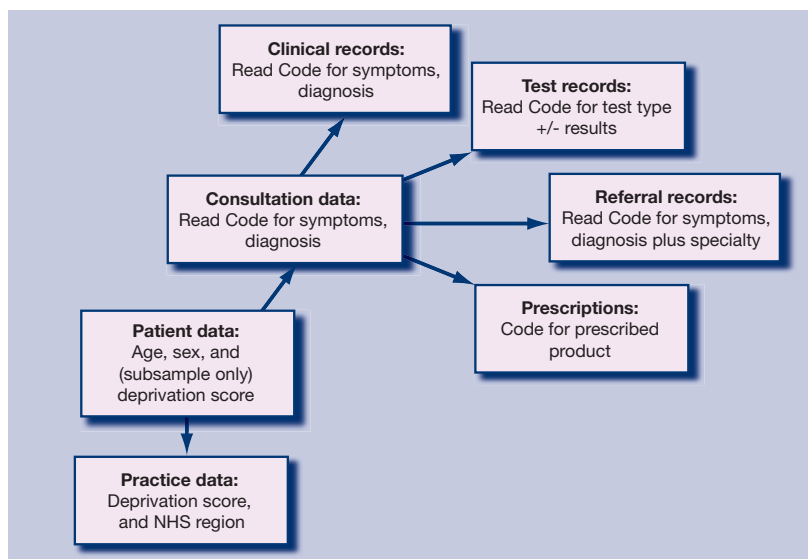 Clinical records:
Read Code for symptoms,
diagnosis
Test records:
Read Code for test type
+/- results
Consultation data:
Read Code for symptoms,
diagnosis
Referral records:
Read Code for symptoms,
diagnosis plus specialty
Prescriptions:
Code for prescribed
product
Patient data:
Age, sex, and
(subsample only)
deprivation score
Practice data:
Deprivation score,
and NHS region